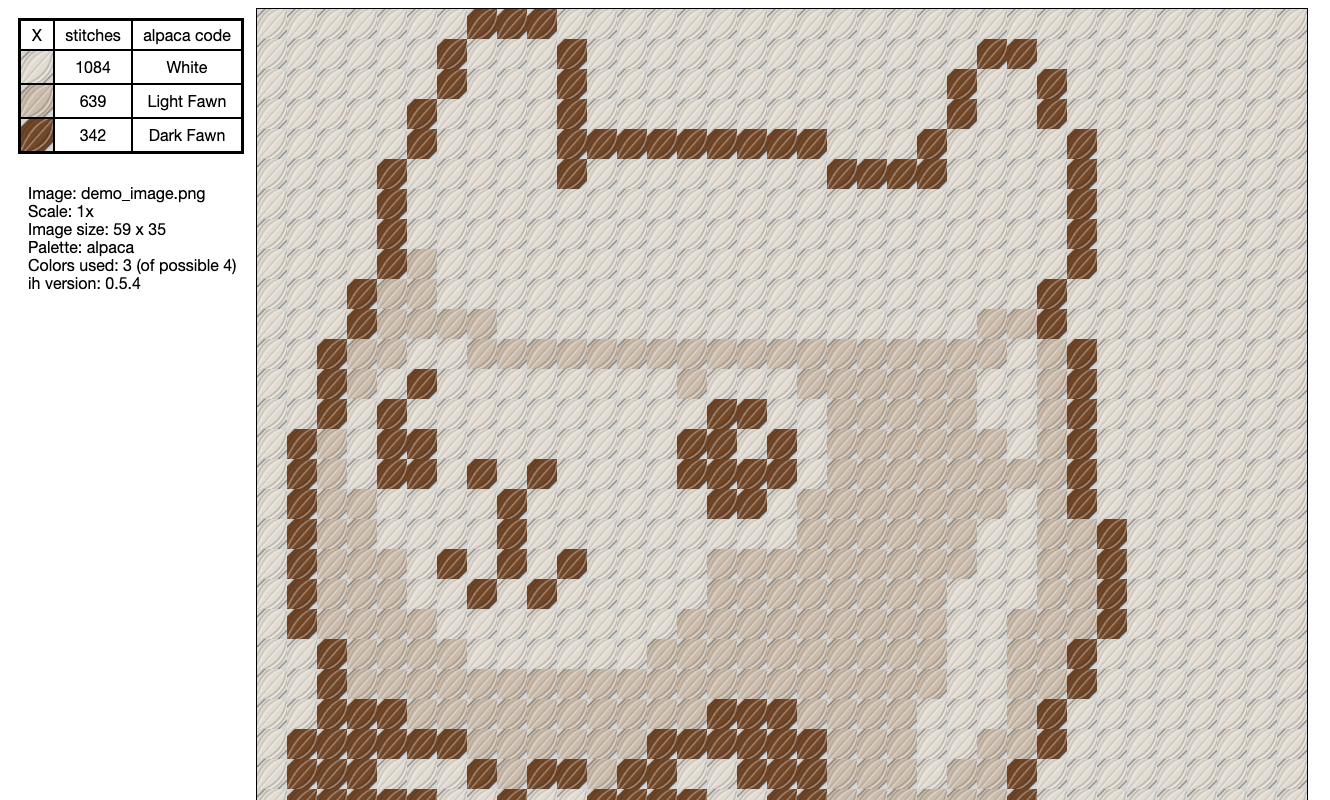 X stitches alpaca code
1084 White
639 Light Fawn
342 Dark Fawn
Image: demo_image.png
Scale: 1x
Image size: 59 x 35
Palette: alpaca
Colors used: 3 (of possible 4)
ih version: 0.5.4